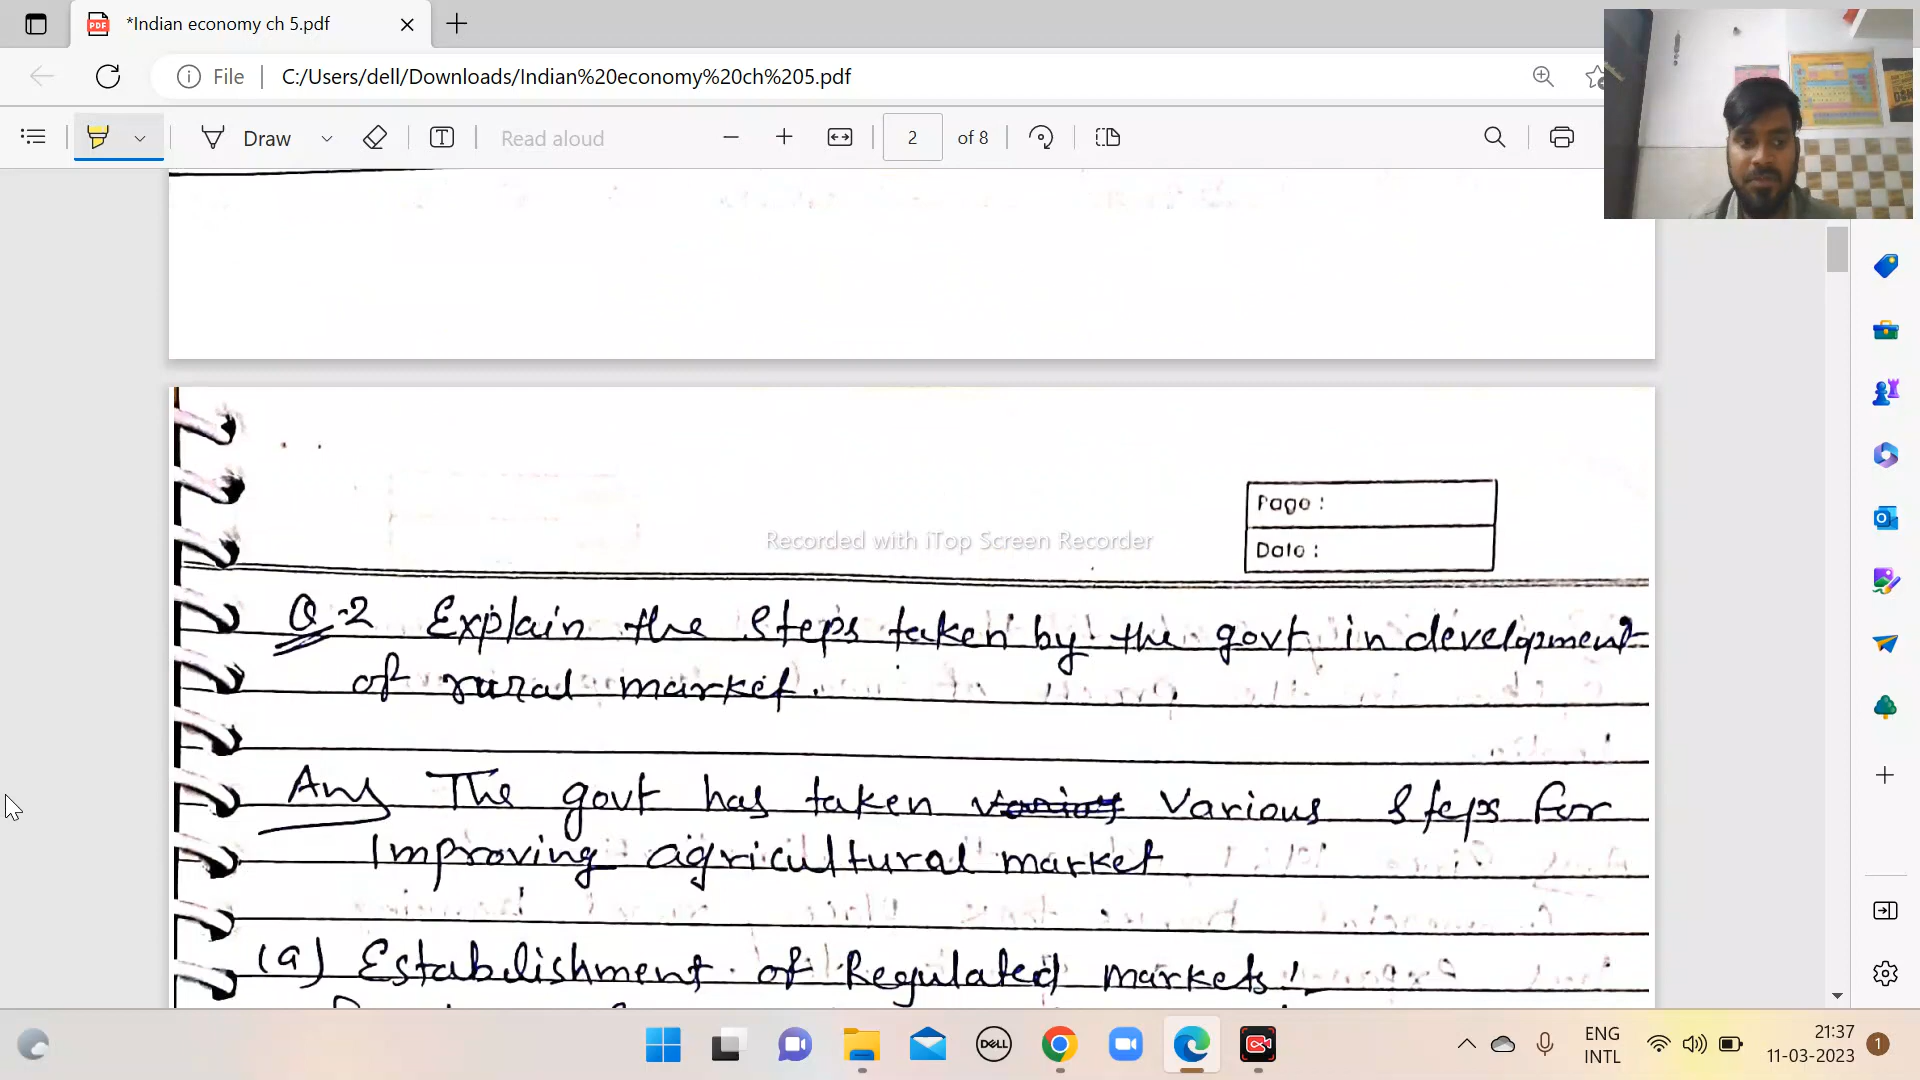 *Indian economy ch 5.pdf
File
C:/Users/dell/Downloads/Indian%20economy%20ch%205.pdf
Draw
Read aloud
2 of 8
Page :
Date :
Recorded with iTop Screen Recorder
Q-2 Explain the steps taken by the govt in development
of rural market.
Ans The govt has taken various steps for
Improving agricultural market
(a) Estabelishment of Regulated markets:
DELL
ENG
INTL
21:37
11-03-2023
1